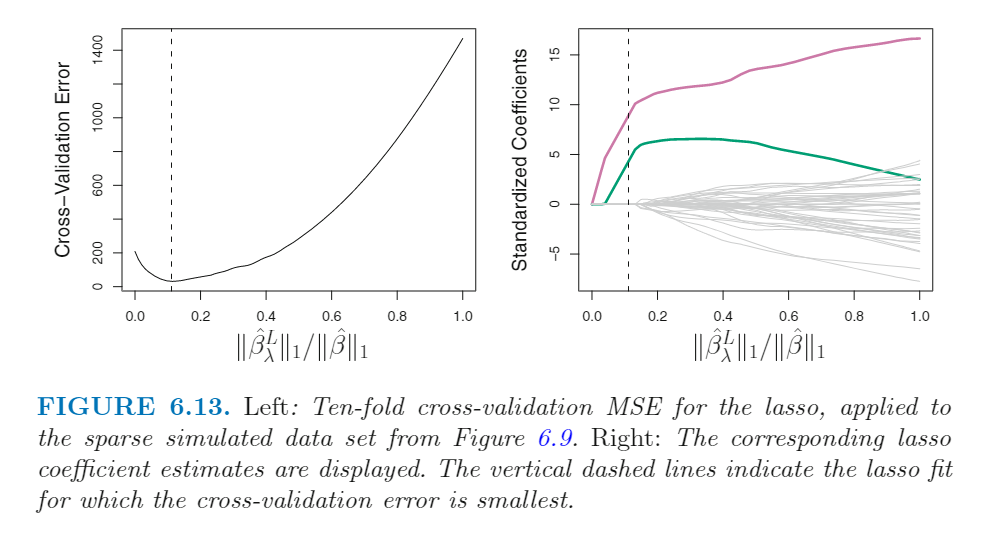 Cross−Validation Error
0 200 600 1000 1400
0.0 0.2 0.4 0.6 0.8 1.0
‖β̂ᴸ_λ‖₁/‖β̂‖₁
Standardized Coefficients
−5 0 5 10 15
0.0 0.2 0.4 0.6 0.8 1.0
‖β̂ᴸ_λ‖₁/‖β̂‖₁
FIGURE 6.13. Left: Ten-fold cross-validation MSE for the lasso, applied to
the sparse simulated data set from Figure 6.9. Right: The corresponding lasso
coefficient estimates are displayed. The vertical dashed lines indicate the lasso fit
for which the cross-validation error is smallest.